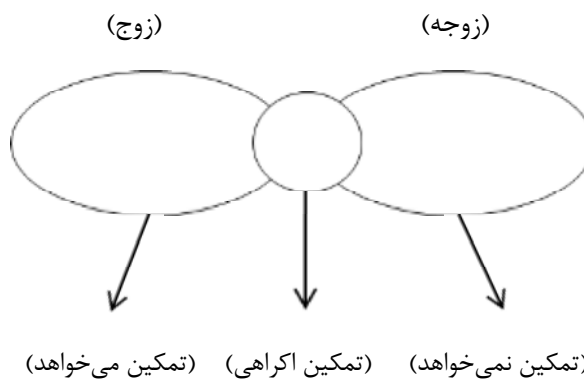 (زوجه) (زوج)
(تمکین نمی‌خواهد) (تمکین اکراهی) (تمکین می‌خواهد)